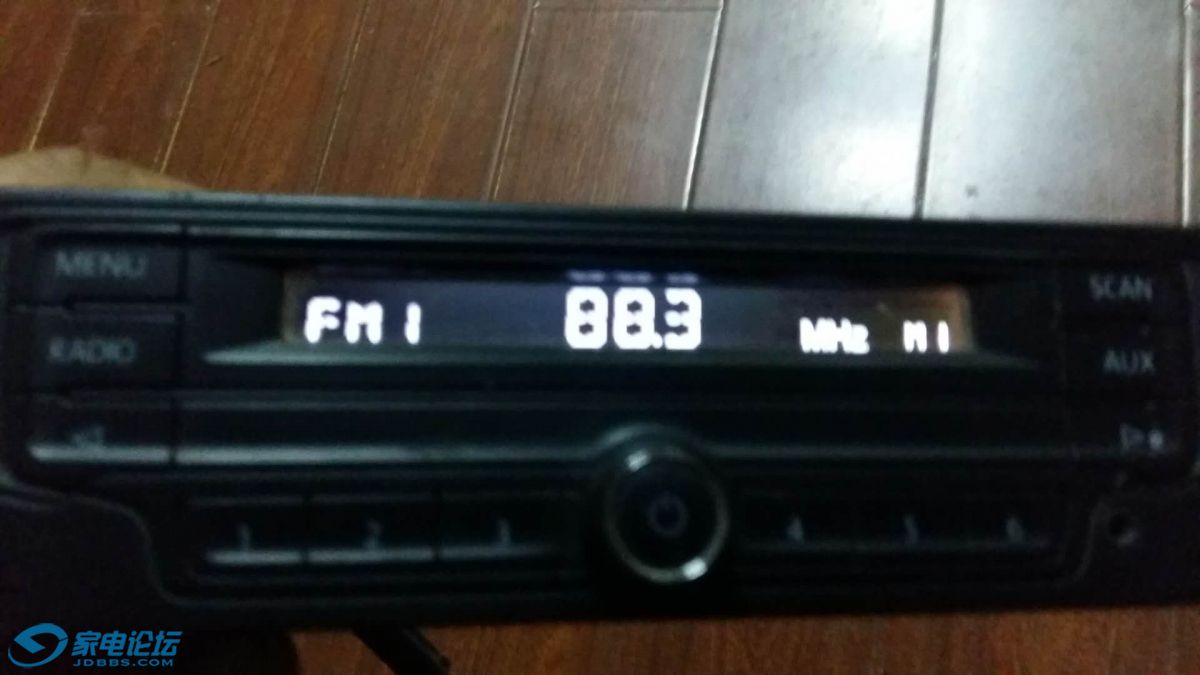 MENU
FM1 88.3 MHz M1
SCAN
RADIO
AUX
1 2 3 4 5 6
家电论坛
JDBBS.COM